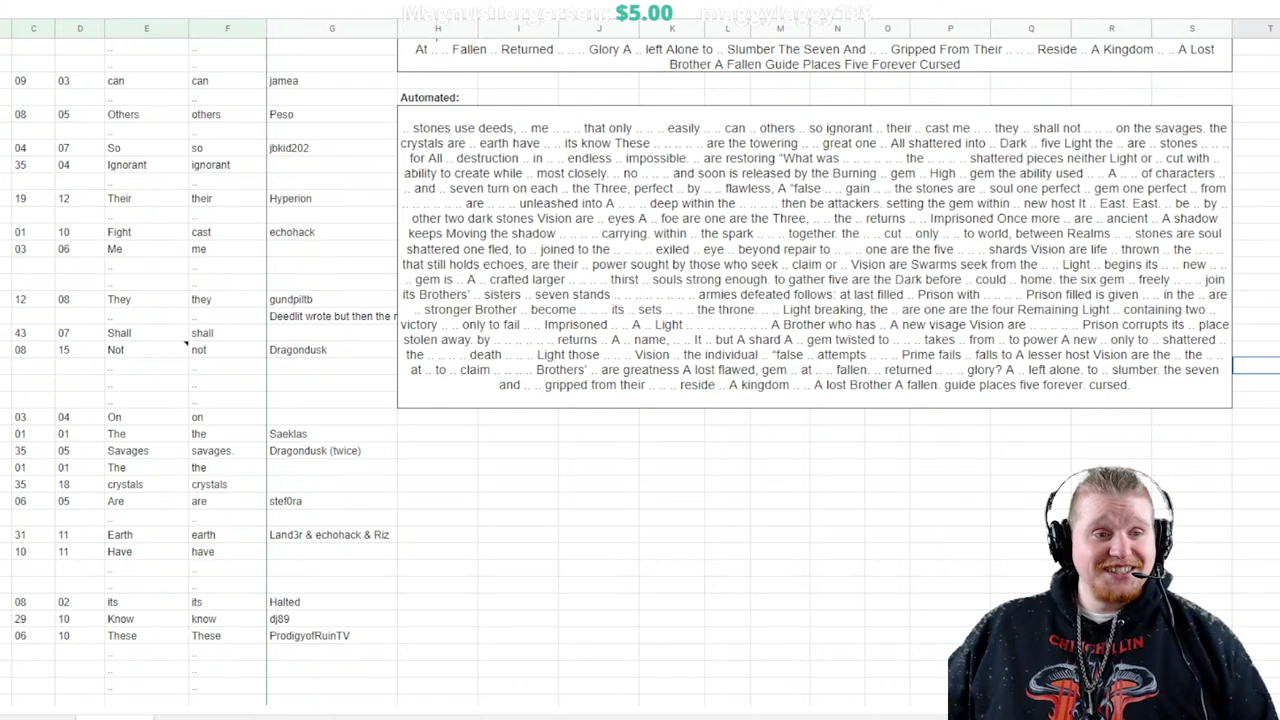 MagnusTorgersen: $5.00 maggylaggy199
C D E F G H I J K L M N O P Q R S T
At .. .. Fallen .. Returned .. .. .. Glory A .. left Alone to .. Slumber The Seven And .. .. Gripped From Their .. .. .. Reside .. A Kingdom .. .. A Lost
Brother A Fallen Guide Places Five Forever Cursed
.. ..
.. ..
09 03 can can jamea
.. ..
08 05 Others others Peso
.. ..
04 07 So so jbkid202
35 04 Ignorant ignorant
.. ..
19 12 Their their Hyperion
.. ..
01 10 Fight cast echohack
03 06 Me me
.. ..
.. ..
12 08 They they gundpiltb
.. .. Deedlit wrote but then the r
43 07 Shall shall
08 15 Not not Dragondusk
.. ..
.. ..
.. ..
03 04 On on
01 01 The the Saeklas
35 05 Savages savages. Dragondusk (twice)
01 01 The the
35 18 crystals crystals
06 05 Are are stef0ra
.. ..
31 11 Earth earth Land3r & echohack & Riz
10 11 Have have
.. ..
.. ..
08 02 its its Halted
29 10 Know know dj89
06 10 These These ProdigyofRuinTV
.. ..
.. ..
.. ..
Automated:
.. stones use deeds, .. me .. .. .. that only .. .. .. easily .. .. can .. others .. so ignorant .. their .. cast me .. .. they .. shall not .. .. .. on the savages. the
crystals are .. earth have .. .. its know These .. .. .. are the towering .. .. great one .. All shattered into .. Dark .. five Light the .. are .. stones .. .. ..
for All .. destruction .. in .. .. endless .. impossible. .. are restoring “What was .. .. .. .. the .. .. .. shattered pieces neither Light or .. cut with ..
ability to create while .. most closely. .. no .. .. .. and soon is released by the Burning .. gem .. High .. gem the ability used .. .. A .. .. of characters
.. and .. seven turn on each .. the Three, perfect .. by .. .. flawless, A “false .. gain .. .. the stones are .. soul one perfect .. gem one perfect .. from
.. .. .. .. .. .. .. are .. .. unleashed into A .. .. .. deep within the .. .. .. .. then be attackers. setting the gem within .. new host It .. East. East. .. be .. by ..
other two dark stones Vision are .. eyes A .. foe are one are the Three, .. .. the .. returns .. .. Imprisoned Once more .. are .. ancient .. A shadow
keeps Moving the shadow .. .. .. .. carrying. within .. the spark .. .. .. together. the .. .. cut .. only .. .. to world, between Realms .. .. stones are soul
shattered one fled, to .. joined to the .. .. .. .. exiled .. eye .. beyond repair to .. .. .. one are the five .. .. .. shards Vision are life .. thrown .. the .. ..
that still holds echoes, are their .. power sought by those who seek .. claim or .. Vision are Swarms seek from the .. .. Light .. begins its .. .. new .. ..
.. gem is .. A .. crafted larger .. .. .. thirst .. souls strong enough. to gather five are the Dark before .. could .. home. the six gem .. freely .. .. join
its Brothers’ .. sisters .. seven stands .. .. .. .. armies defeated follows: at last filled .. Prison with .. .. .. Prison filled is given .. .. in the .. are
.. stronger Brother .. become .. .. its .. sets .. .. the throne. .. .. Light breaking, the .. are one are the four Remaining Light .. containing two ..
victory .. .. only to fail .. Imprisoned .. A .. Light .. .. .. .. .. .. A Brother who has .. A new visage Vision are .. .. .. .. Prison corrupts its .. place
stolen away. by .. .. .. .. returns .. A .. name, .. .. It .. but A shard A .. gem twisted to .. .. takes .. from .. to power A new .. only to .. shattered
the .. .. .. death .. .. Light those .. .. Vision .. the individual .. “false .. attempts .. .. Prime fails .. falls to A lesser host Vision are the .. the ..
at .. to .. claim .. .. .. Brothers’ .. are greatness A lost flawed, gem .. at .. fallen. .. returned .. .. .. glory? A .. left alone. to .. slumber. the seven
and .. .. gripped from their .. .. .. reside .. A kingdom .. .. A lost Brother A fallen. guide places five forever. cursed.